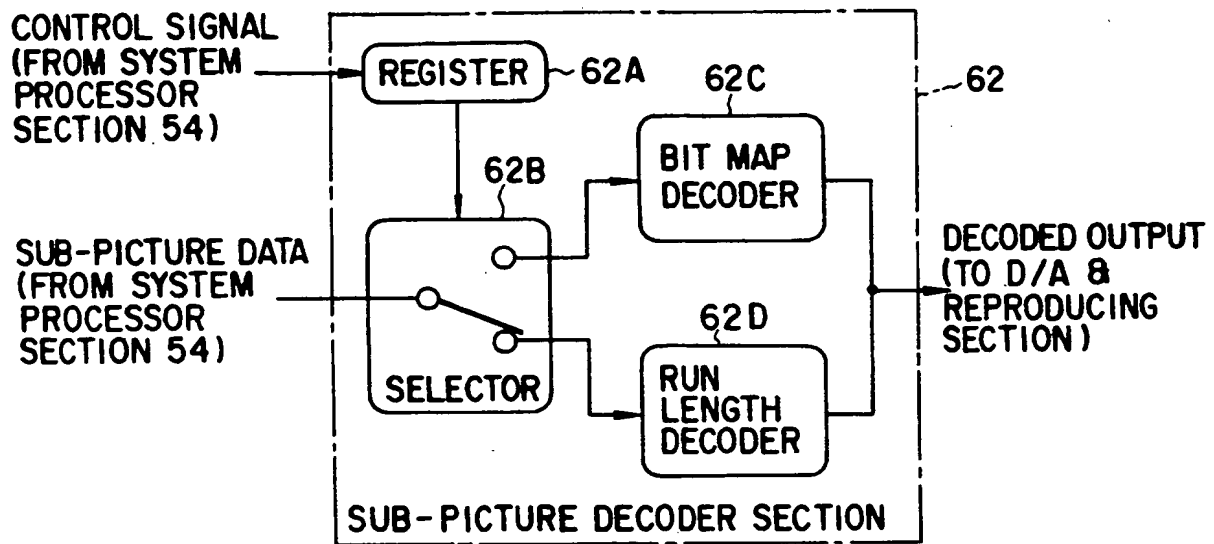 CONTROL SIGNAL
(FROM SYSTEM
PROCESSOR
SECTION 54)
REGISTER
62A
62C
62
BIT MAP
DECODER
62B
SUB-PICTURE DATA
(FROM SYSTEM
PROCESSOR
SECTION 54)
SELECTOR
DECODED OUTPUT
(TO D/A &
REPRODUCING
SECTION)
62D
RUN
LENGTH
DECODER
SUB-PICTURE DECODER SECTION